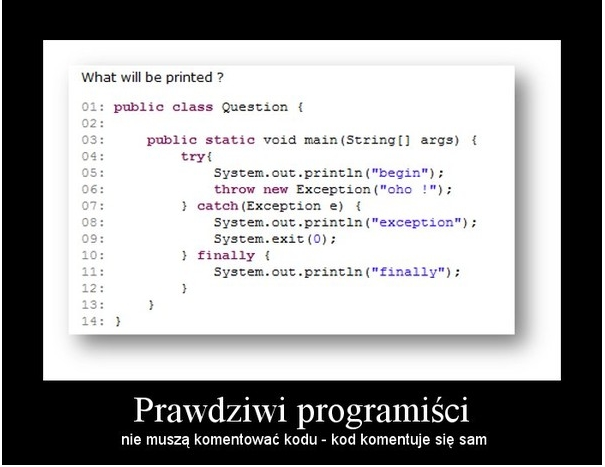 What will be printed ?
01: public class Question {
02:
03:     public static void main(String[] args) {
04:         try{
05:             System.out.println("begin");
06:             throw new Exception("oho !");
07:         } catch(Exception e) {
08:             System.out.println("exception");
09:             System.exit(0);
10:         } finally {
11:             System.out.println("finally");
12:         }
13:     }
14: }
Prawdziwi programiści
nie muszą komentować kodu - kod komentuje się sam